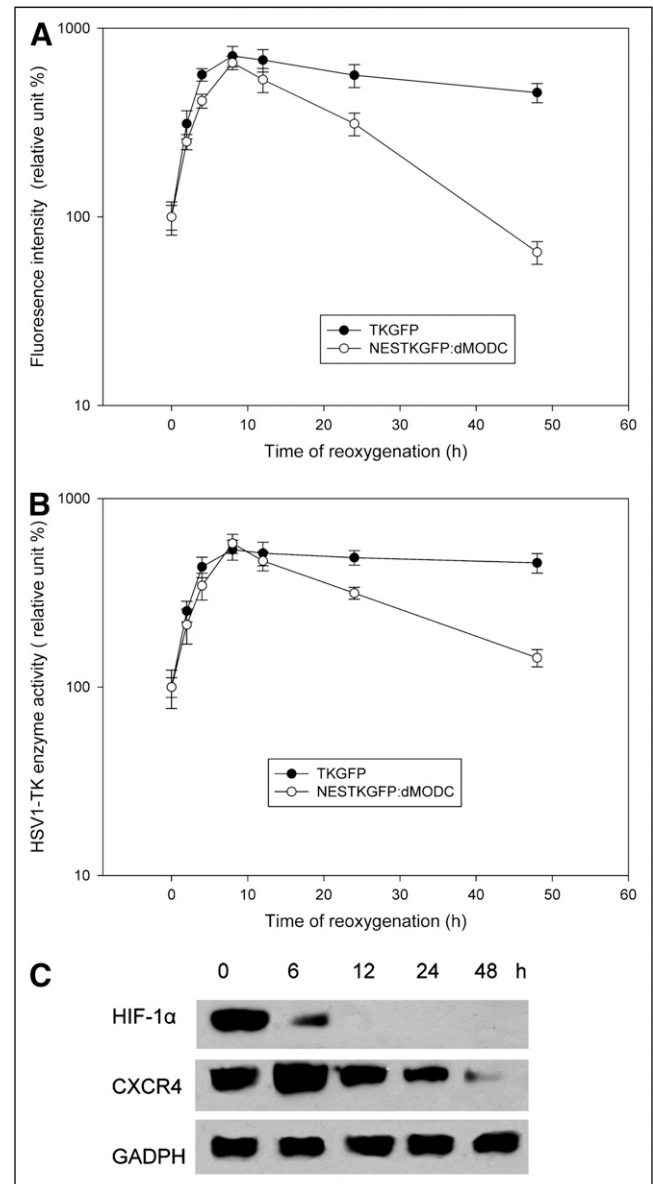 A
1000
100
10
Fluoresence intensity (relative unit %)
TKGFP
NESTKGFP:dMODC
0 10 20 30 40 50 60
Time of reoxygenation (h)
B
1000
100
10
HSV1-TK enzyme activity ( relative unit %)
TKGFP
NESTKGFP:dMODC
0 10 20 30 40 50 60
Time of reoxygenation (h)
C
0 6 12 24 48 h
HIF-1α
CXCR4
GADPH